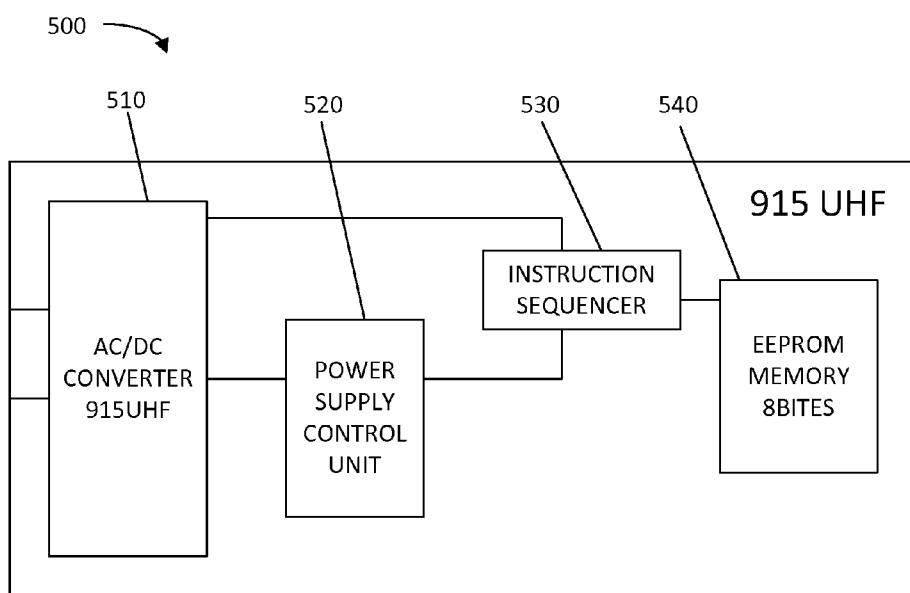 500
510
520
530
540
915 UHF
INSTRUCTION
SEQUENCER
AC/DC
CONVERTER
915UHF
POWER
SUPPLY
CONTROL
UNIT
EEPROM
MEMORY
8BITES